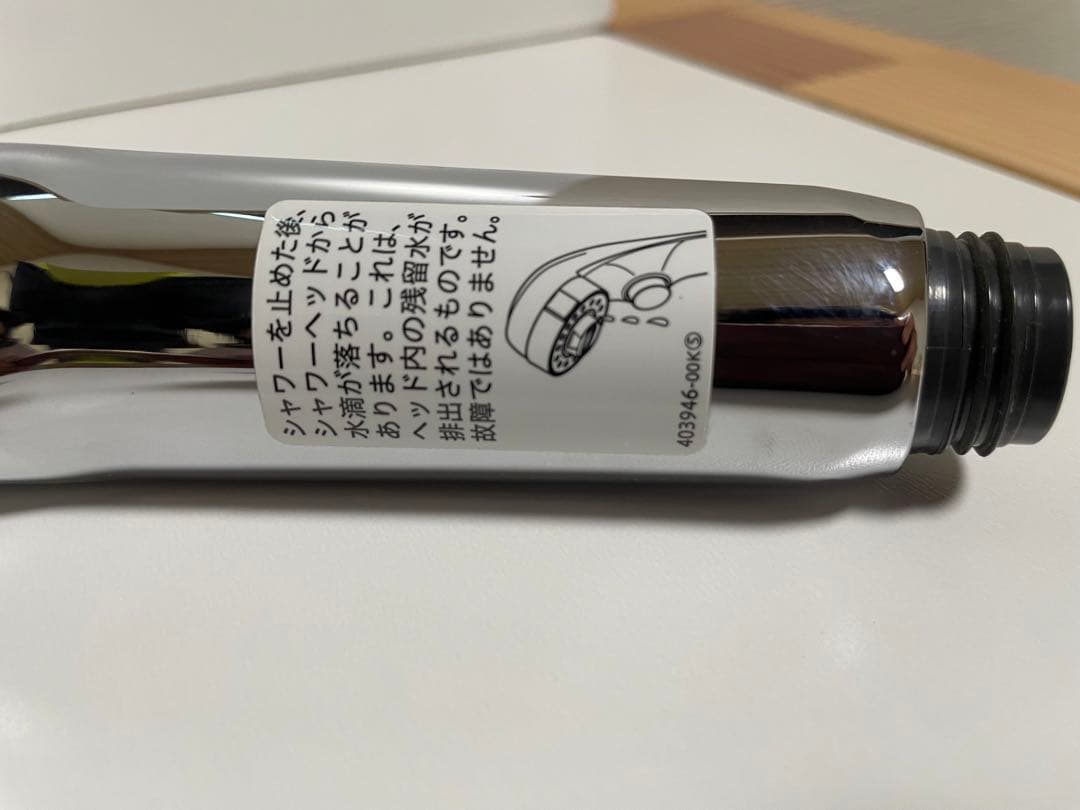 シャワーを止めた後、
シャワーヘッドから
水滴が落ちることが
あります。これは、
ヘッド内の残留水が
排出されるものです。
故障ではありません。
403946-00KⓈ